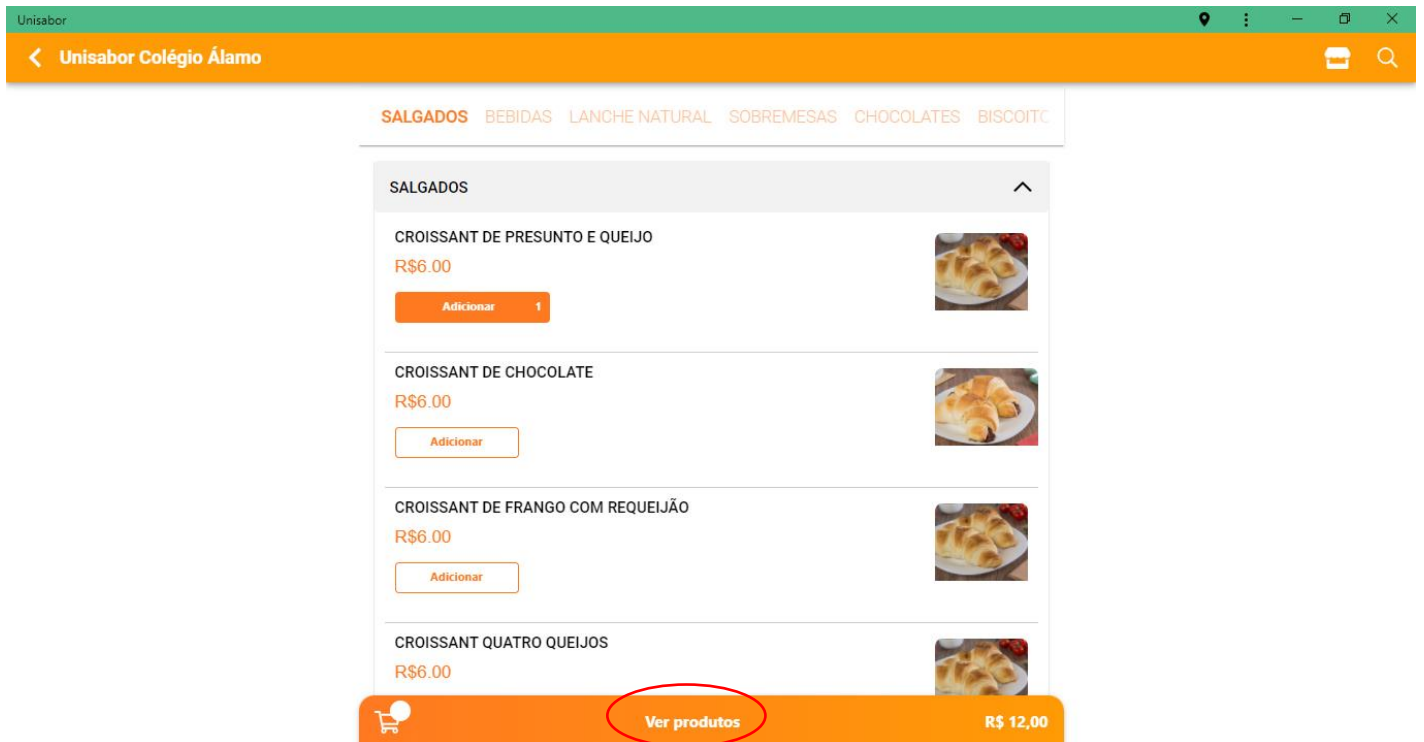 Unisabor
Unisabor Colégio Álamo
SALGADOS BEBIDAS LANCHE NATURAL SOBREMESAS CHOCOLATES BISCOITO
SALGADOS
CROISSANT DE PRESUNTO E QUEIJO
R$6.00
Adicionar 1
CROISSANT DE CHOCOLATE
R$6.00
Adicionar
CROISSANT DE FRANGO COM REQUEIJÃO
R$6.00
Adicionar
CROISSANT QUATRO QUEIJOS
R$6.00
Ver produtos R$ 12,00